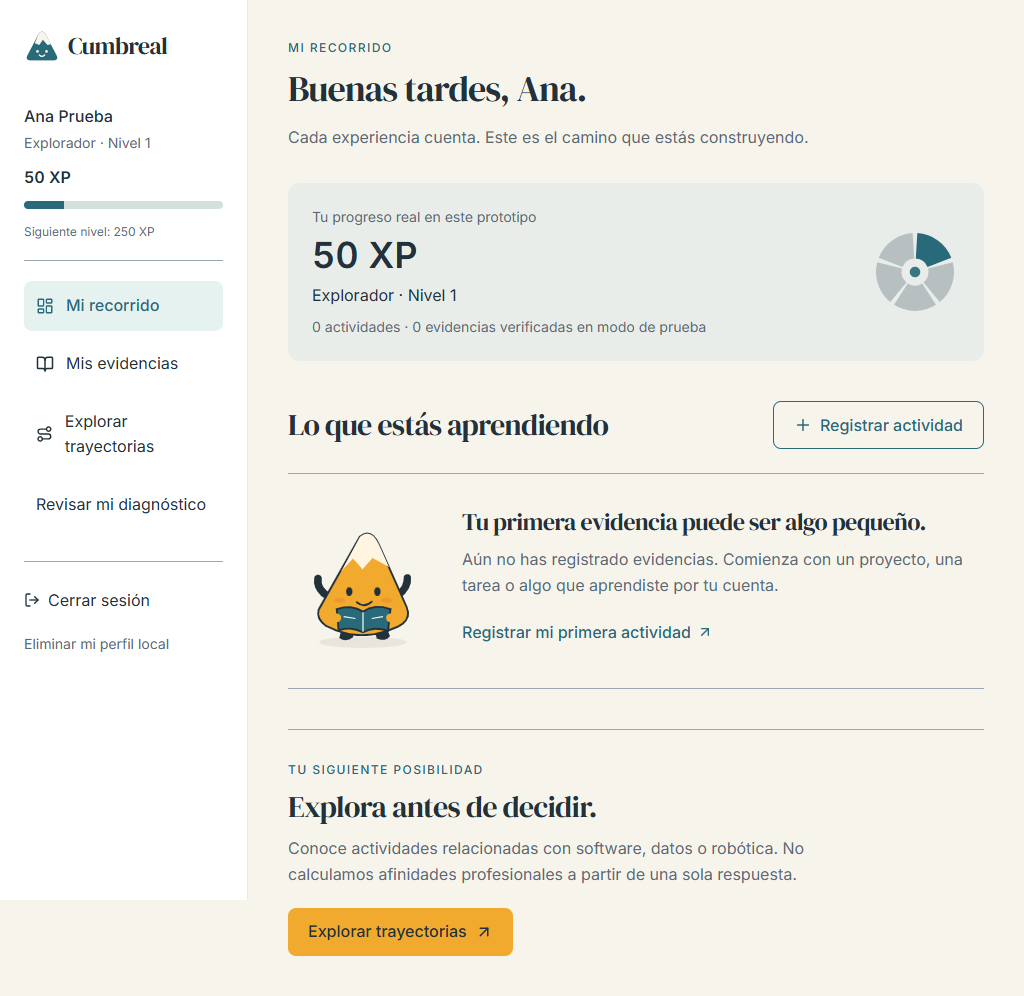 Cumbreal
Ana Prueba
Explorador · Nivel 1
50 XP
Siguiente nivel: 250 XP
Mi recorrido
Mis evidencias
Explorar
trayectorias
Revisar mi diagnóstico
Cerrar sesión
Eliminar mi perfil local
MI RECORRIDO
Buenas tardes, Ana.
Cada experiencia cuenta. Este es el camino que estás construyendo.
Tu progreso real en este prototipo
50 XP
Explorador · Nivel 1
0 actividades · 0 evidencias verificadas en modo de prueba
Lo que estás aprendiendo
Registrar actividad
Tu primera evidencia puede ser algo pequeño.
Aún no has registrado evidencias. Comienza con un proyecto, una
tarea o algo que aprendiste por tu cuenta.
Registrar mi primera actividad
TU SIGUIENTE POSIBILIDAD
Explora antes de decidir.
Conoce actividades relacionadas con software, datos o robótica. No
calculamos afinidades profesionales a partir de una sola respuesta.
Explorar trayectorias